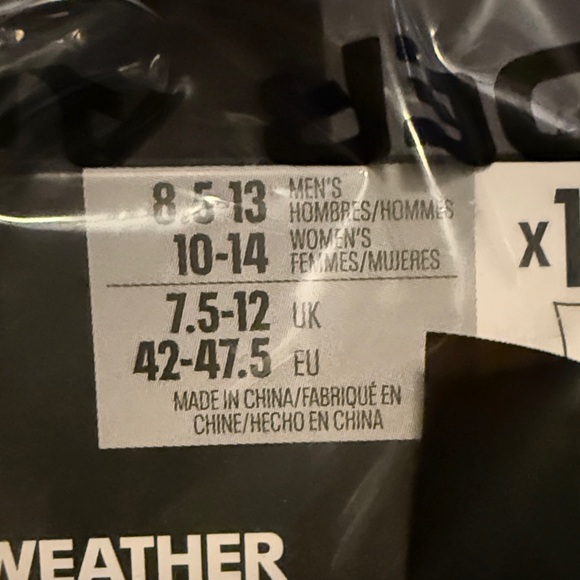 8.5-13 MEN'S
HOMBRES/HOMMES
10-14 WOMEN'S
FEMMES/MUJERES
7.5-12 UK
42-47.5 EU
MADE IN CHINA/FABRIQUÉ EN
CHINE/HECHO EN CHINA
x1
WEATHER